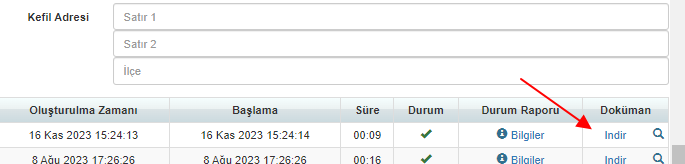 Kefil Adresi
Satır 1
Satır 2
İlçe
Oluşturulma Zamanı Başlama Süre Durum Durum Raporu Doküman
16 Kas 2023 15:24:13 16 Kas 2023 15:24:14 00:09 Bilgiler Indir
8 Ağu 2023 17:26:26 8 Ağu 2023 17:26:26 00:16 Bilgiler Indir